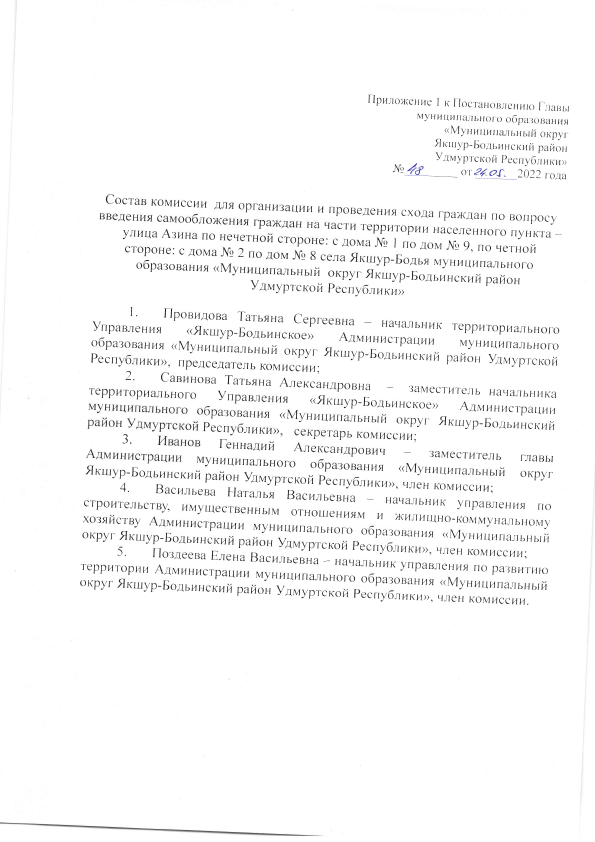 Приложение 1 к Постановлению Главы
муниципального образования
«Муниципальный округ
Якшур-Бодьинский район
Удмуртской Республики»
№ 48 от 24.05. 2022 года
Состав комиссии для организации и проведения схода граждан по вопросу
введения самообложения граждан на части территории населенного пункта –
улица Азина по нечетной стороне: с дома № 1 по дом № 9, по четной
стороне: с дома № 2 по дом № 8 села Якшур-Бодья муниципального
образования «Муниципальный округ Якшур-Бодьинский район
Удмуртской Республики»
1. Провидова Татьяна Сергеевна – начальник территориального
Управления «Якшур-Бодьинское» Администрации муниципального
образования «Муниципальный округ Якшур-Бодьинский район Удмуртской
Республики», председатель комиссии;
2. Савинова Татьяна Александровна – заместитель начальника
территориального Управления «Якшур-Бодьинское» Администрации
муниципального образования «Муниципальный округ Якшур-Бодьинский
район Удмуртской Республики», секретарь комиссии;
3. Иванов Геннадий Александрович – заместитель главы
Администрации муниципального образования «Муниципальный округ
Якшур-Бодьинский район Удмуртской Республики», член комиссии;
4. Васильева Наталья Васильевна – начальник управления по
строительству, имущественным отношениям и жилищно-коммунальному
хозяйству Администрации муниципального образования «Муниципальный
округ Якшур-Бодьинский район Удмуртской Республики», член комиссии;
5. Поздеева Елена Васильевна – начальник управления по развитию
территории Администрации муниципального образования «Муниципальный
округ Якшур-Бодьинский район Удмуртской Республики», член комиссии.